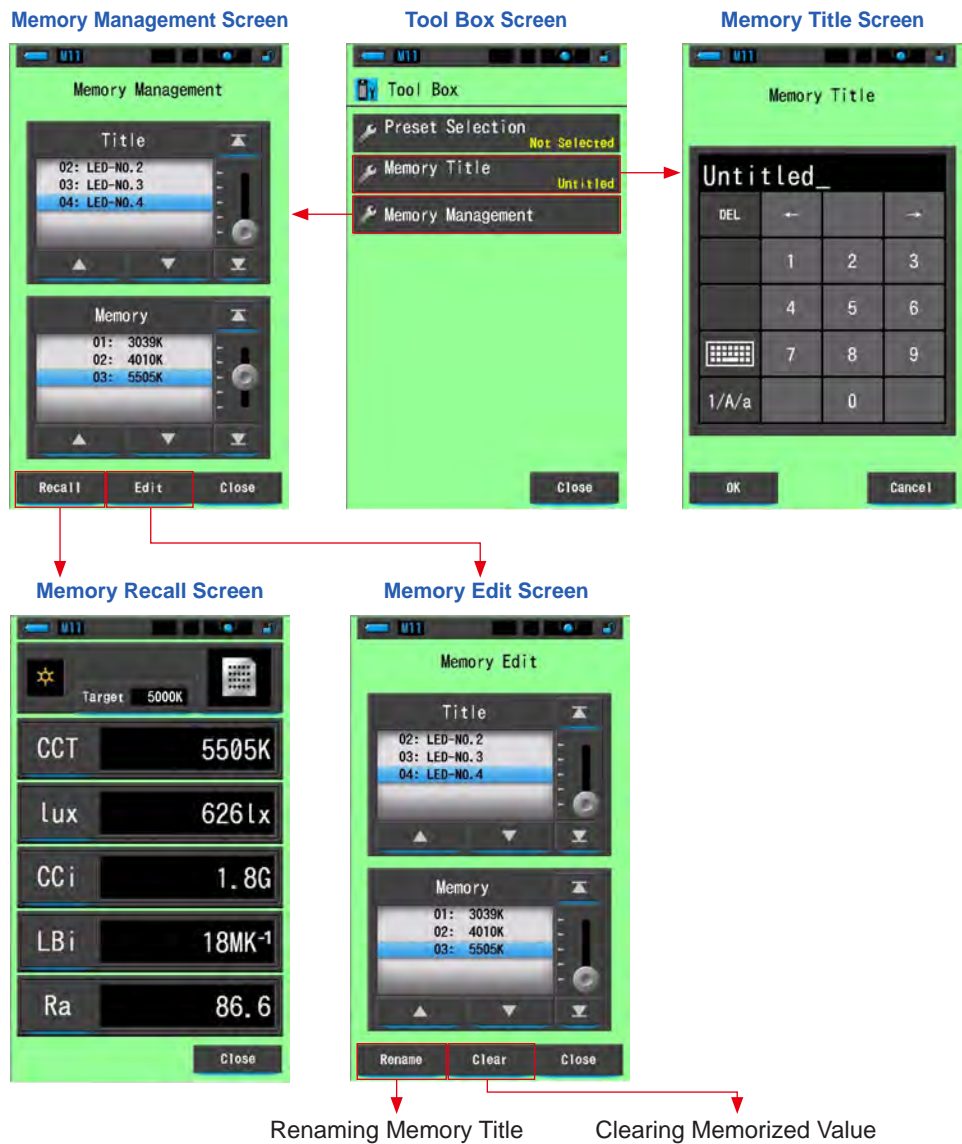 Memory Management Screen
M11
Memory Management
Title
02: LED-NO.2
03: LED-NO.3
04: LED-NO.4
Memory
01: 3039K
02: 4010K
03: 5505K
Recall Edit Close
Tool Box Screen
M11
Tool Box
Preset Selection
Not Selected
Memory Title
Untitled
Memory Management
Close
Memory Title Screen
M11
Memory Title
Untitled_
DEL ← →
1 2 3
4 5 6
7 8 9
1/A/a 0
OK Cancel
Memory Recall Screen
M11
Target 5000K
CCT 5505K
lux 626lx
CCi 1.8G
LBi 18MK⁻¹
Ra 86.6
Close
Memory Edit Screen
M11
Memory Edit
Title
02: LED-NO.2
03: LED-NO.3
04: LED-NO.4
Memory
01: 3039K
02: 4010K
03: 5505K
Rename Clear Close
Renaming Memory Title
Clearing Memorized Value